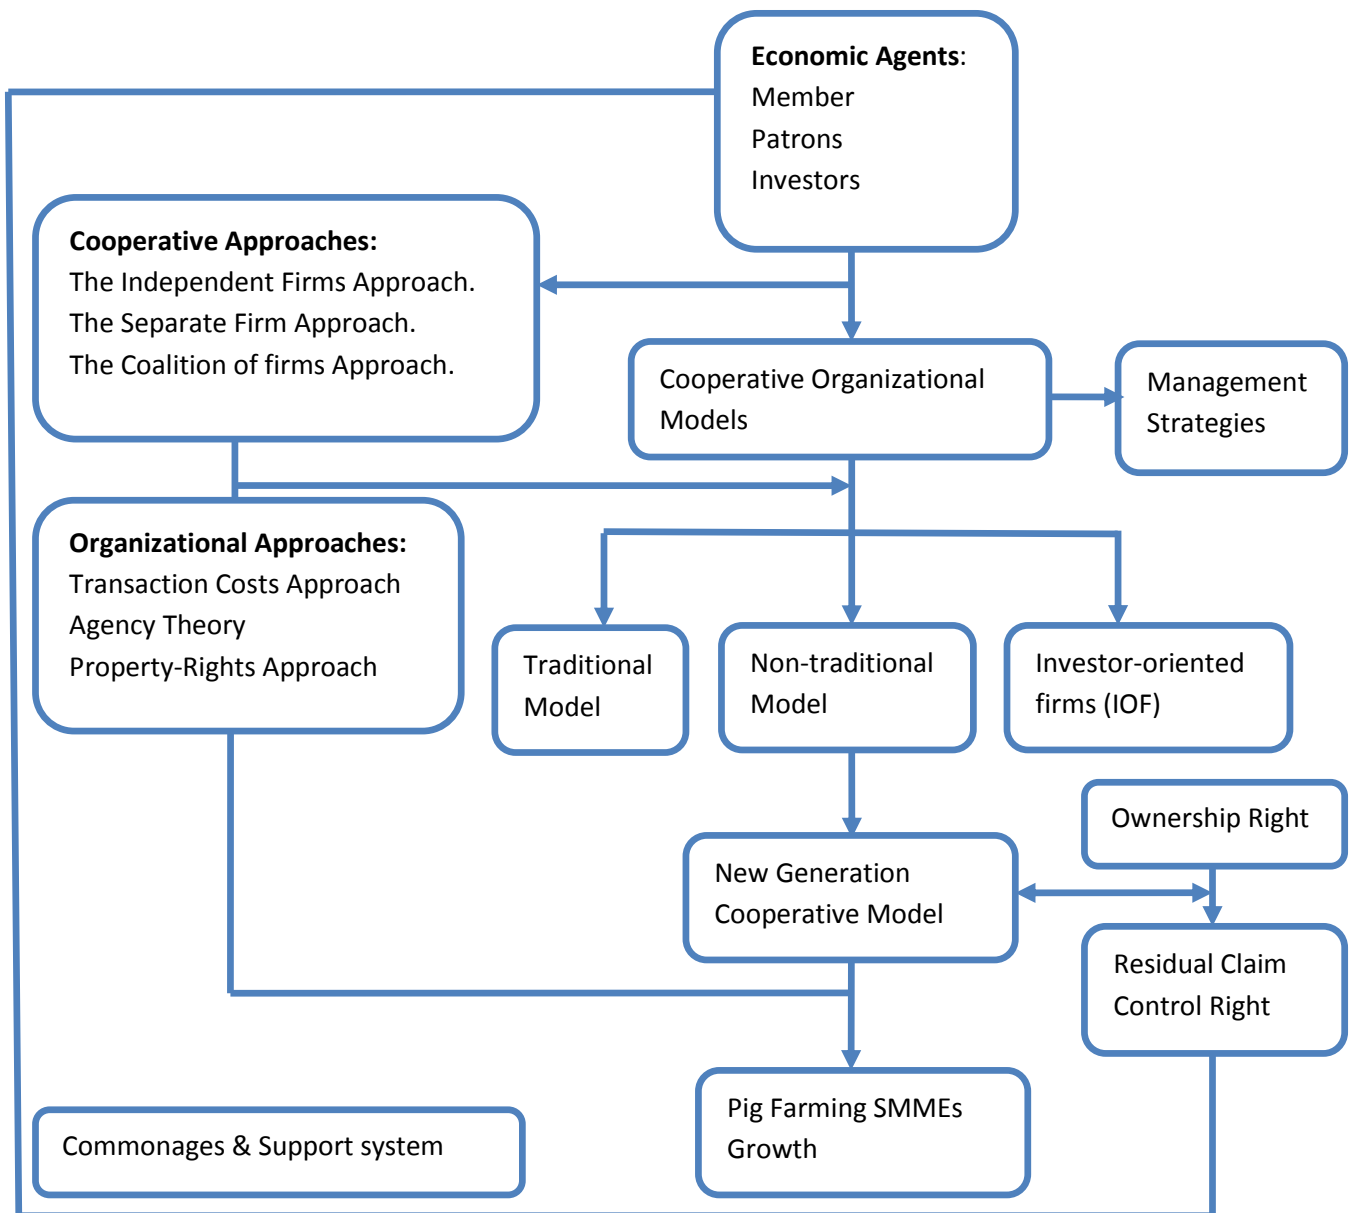 Economic Agents:
Member
Patrons
Investors
Cooperative Approaches:
The Independent Firms Approach.
The Separate Firm Approach.
The Coalition of firms Approach.
Cooperative Organizational
Models
Management
Strategies
Organizational Approaches:
Transaction Costs Approach
Agency Theory
Property-Rights Approach
Traditional
Model
Non-traditional
Model
Investor-oriented
firms (IOF)
Ownership Right
New Generation
Cooperative Model
Residual Claim
Control Right
Pig Farming SMMEs
Growth
Commonages & Support system